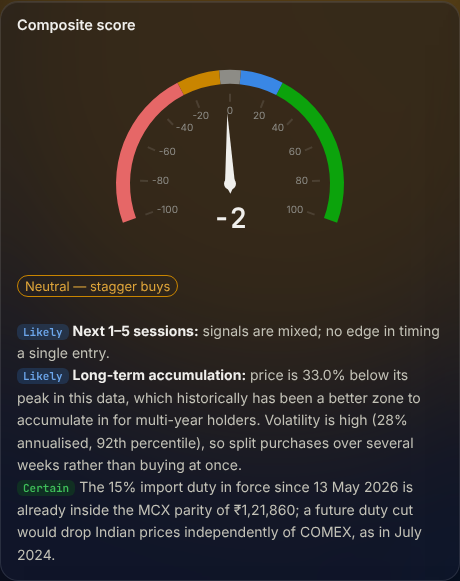 Composite score
-100
-80
-60
-40
-20
0
20
40
60
80
100
-2
Neutral — stagger buys
Likely Next 1–5 sessions: signals are mixed; no edge in timing
a single entry.
Likely Long-term accumulation: price is 33.0% below its
peak in this data, which historically has been a better zone to
accumulate in for multi-year holders. Volatility is high (28%
annualised, 92th percentile), so split purchases over several
weeks rather than buying at once.
Certain The 15% import duty in force since 13 May 2026 is
already inside the MCX parity of ₹1,21,860; a future duty cut
would drop Indian prices independently of COMEX, as in July
2024.